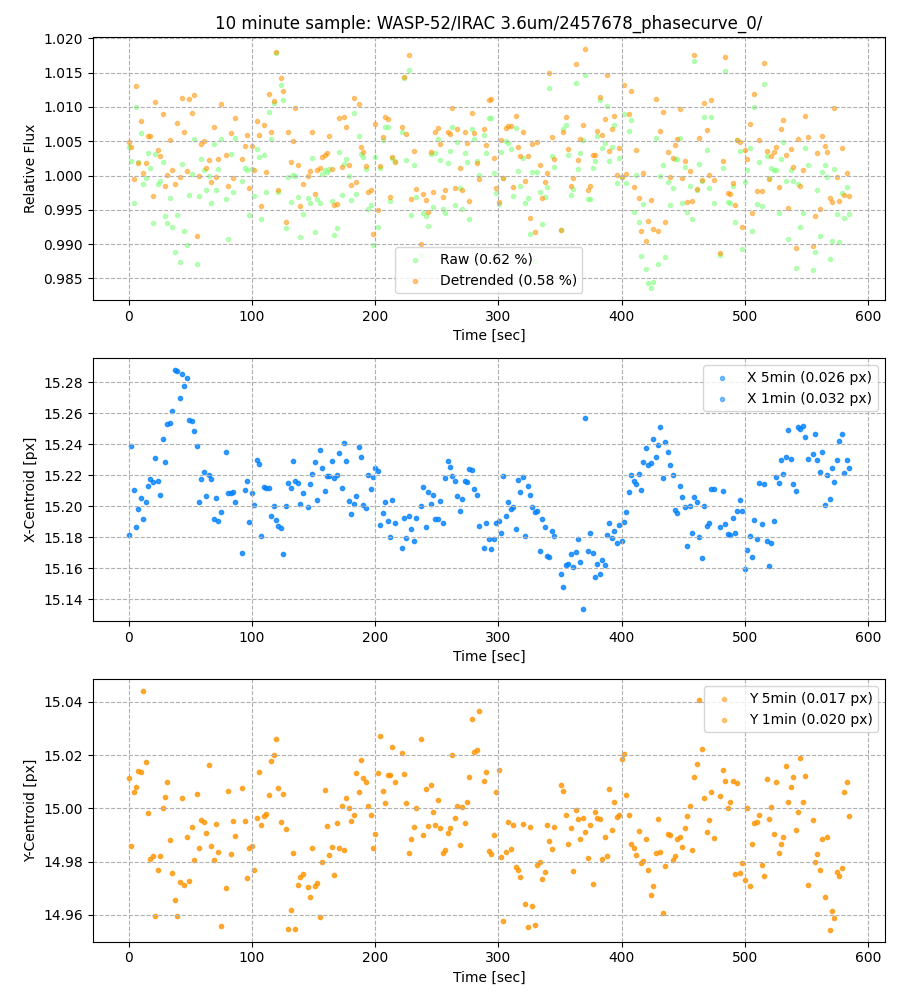 10 minute sample: WASP-52/IRAC 3.6um/2457678_phasecurve_0/
1.020
1.015
1.010
1.005
1.000
0.995
0.990
0.985
Relative Flux
Raw (0.62 %)
Detrended (0.58 %)
0 100 200 300 400 500 600
Time [sec]
15.28
15.26
15.24
15.22
15.20
15.18
15.16
15.14
X-Centroid [px]
X 5min (0.026 px)
X 1min (0.032 px)
0 100 200 300 400 500 600
Time [sec]
15.04
15.02
15.00
14.98
14.96
Y-Centroid [px]
Y 5min (0.017 px)
Y 1min (0.020 px)
0 100 200 300 400 500 600
Time [sec]